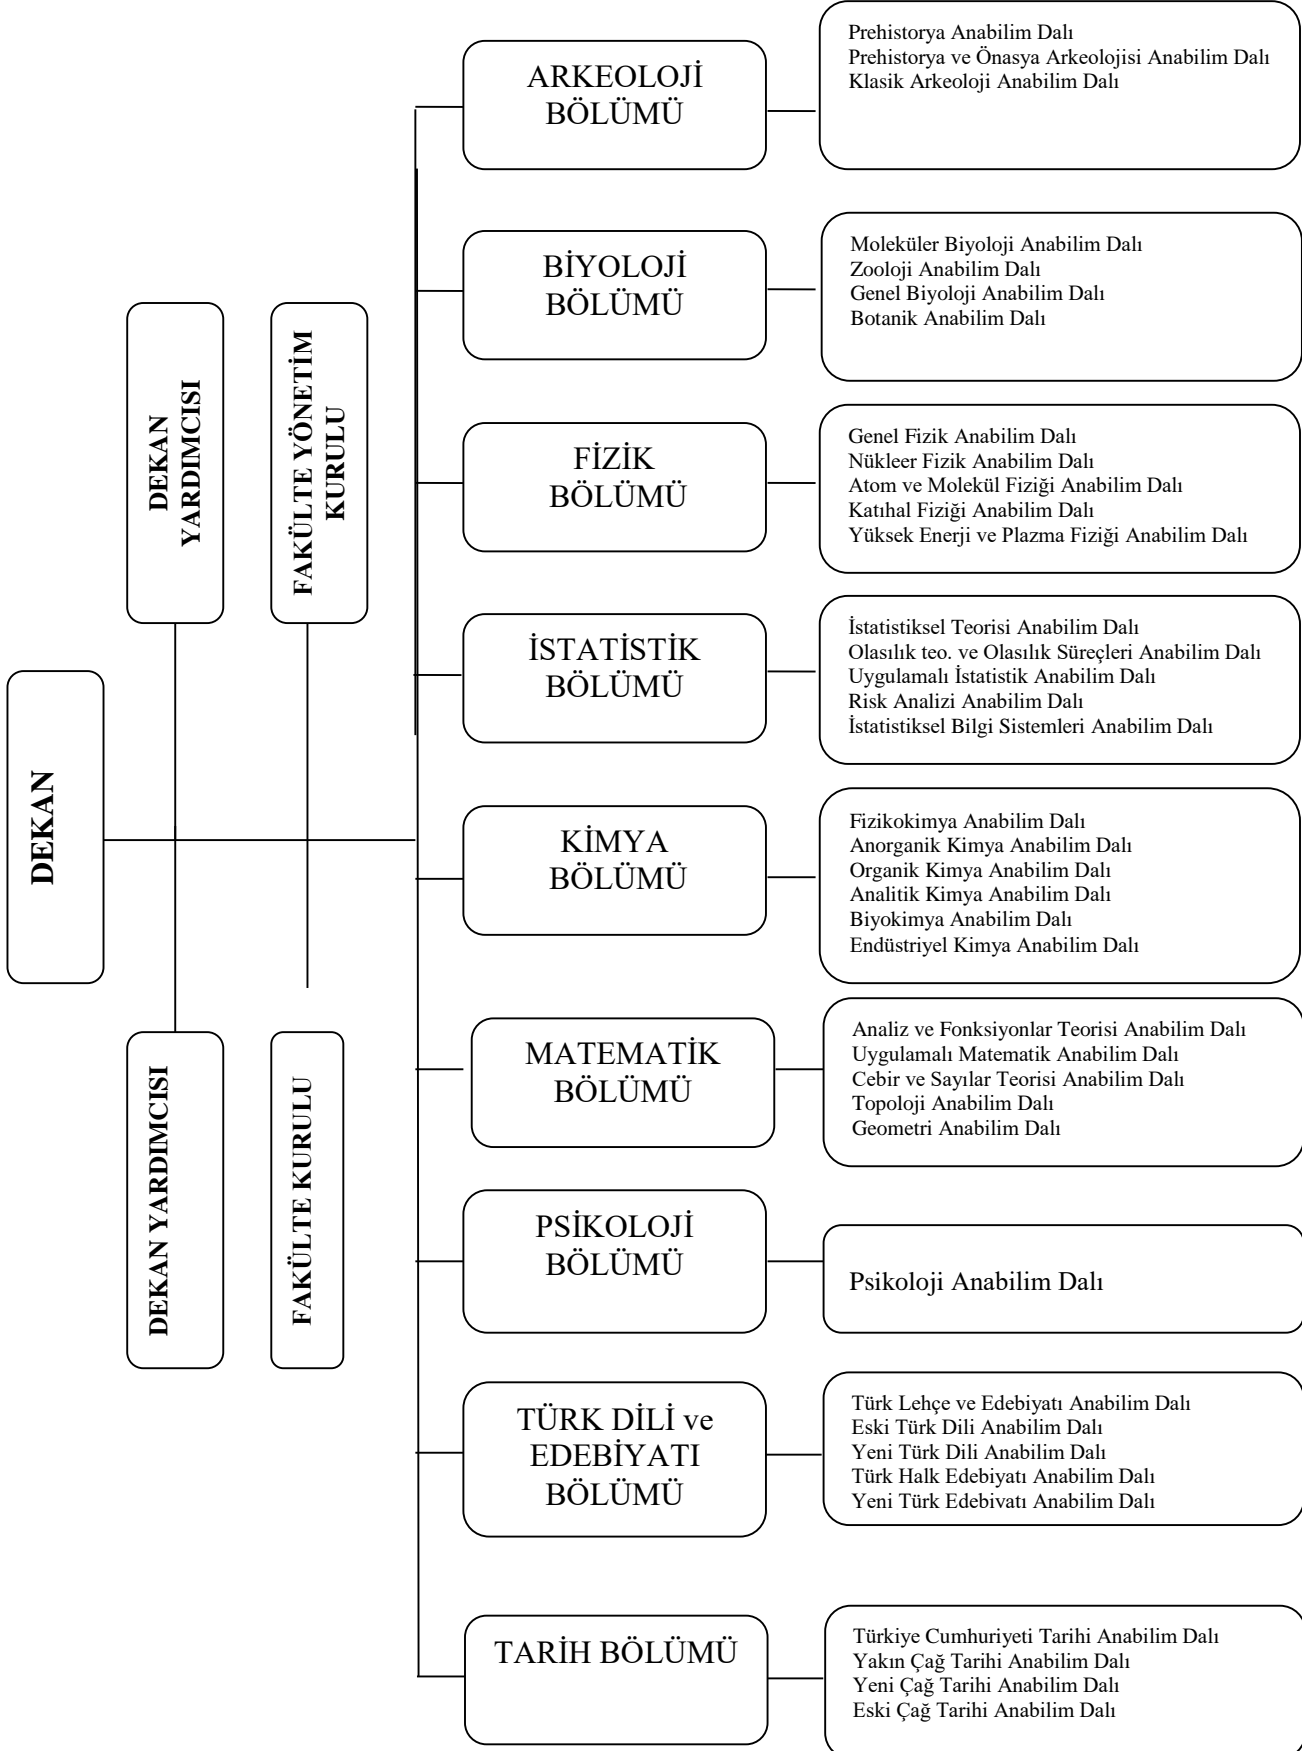 DEKAN
DEKAN
YARDIMCISI
FAKÜLTE YÖNETİM
KURULU
DEKAN YARDIMCISI
FAKÜLTE KURULU
ARKEOLOJİ
BÖLÜMÜ
Prehistorya Anabilim Dalı
Prehistorya ve Önasya Arkeolojisi Anabilim Dalı
Klasik Arkeoloji Anabilim Dalı
BİYOLOJİ
BÖLÜMÜ
Moleküler Biyoloji Anabilim Dalı
Zooloji Anabilim Dalı
Genel Biyoloji Anabilim Dalı
Botanik Anabilim Dalı
FİZİK
BÖLÜMÜ
Genel Fizik Anabilim Dalı
Nükleer Fizik Anabilim Dalı
Atom ve Molekül Fiziği Anabilim Dalı
Katıhal Fiziği Anabilim Dalı
Yüksek Enerji ve Plazma Fiziği Anabilim Dalı
İSTATİSTİK
BÖLÜMÜ
İstatistiksel Teorisi Anabilim Dalı
Olasılık teo. ve Olasılık Süreçleri Anabilim Dalı
Uygulamalı İstatistik Anabilim Dalı
Risk Analizi Anabilim Dalı
İstatistiksel Bilgi Sistemleri Anabilim Dalı
KİMYA
BÖLÜMÜ
Fizikokimya Anabilim Dalı
Anorganik Kimya Anabilim Dalı
Organik Kimya Anabilim Dalı
Analitik Kimya Anabilim Dalı
Biyokimya Anabilim Dalı
Endüstriyel Kimya Anabilim Dalı
MATEMATİK
BÖLÜMÜ
Analiz ve Fonksiyonlar Teorisi Anabilim Dalı
Uygulamalı Matematik Anabilim Dalı
Cebir ve Sayılar Teorisi Anabilim Dalı
Topoloji Anabilim Dalı
Geometri Anabilim Dalı
PSİKOLOJİ
BÖLÜMÜ
Psikoloji Anabilim Dalı
TÜRK DİLİ ve
EDEBİYATI
BÖLÜMÜ
Türk Lehçe ve Edebiyatı Anabilim Dalı
Eski Türk Dili Anabilim Dalı
Yeni Türk Dili Anabilim Dalı
Türk Halk Edebiyatı Anabilim Dalı
Yeni Türk Edebiyatı Anabilim Dalı
TARİH BÖLÜMÜ
Türkiye Cumhuriyeti Tarihi Anabilim Dalı
Yakın Çağ Tarihi Anabilim Dalı
Yeni Çağ Tarihi Anabilim Dalı
Eski Çağ Tarihi Anabilim Dalı